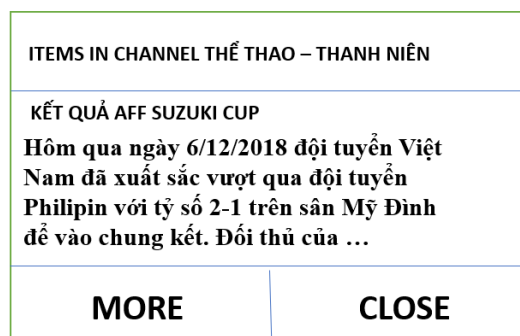 ITEMS IN CHANNEL THỂ THAO – THANH NIÊN
KẾT QUẢ AFF SUZUKI CUP
Hôm qua ngày 6/12/2018 đội tuyển Việt
Nam đã xuất sắc vượt qua đội tuyển
Philipin với tỷ số 2-1 trên sân Mỹ Đình
để vào chung kết. Đối thủ của ...
MORE
CLOSE